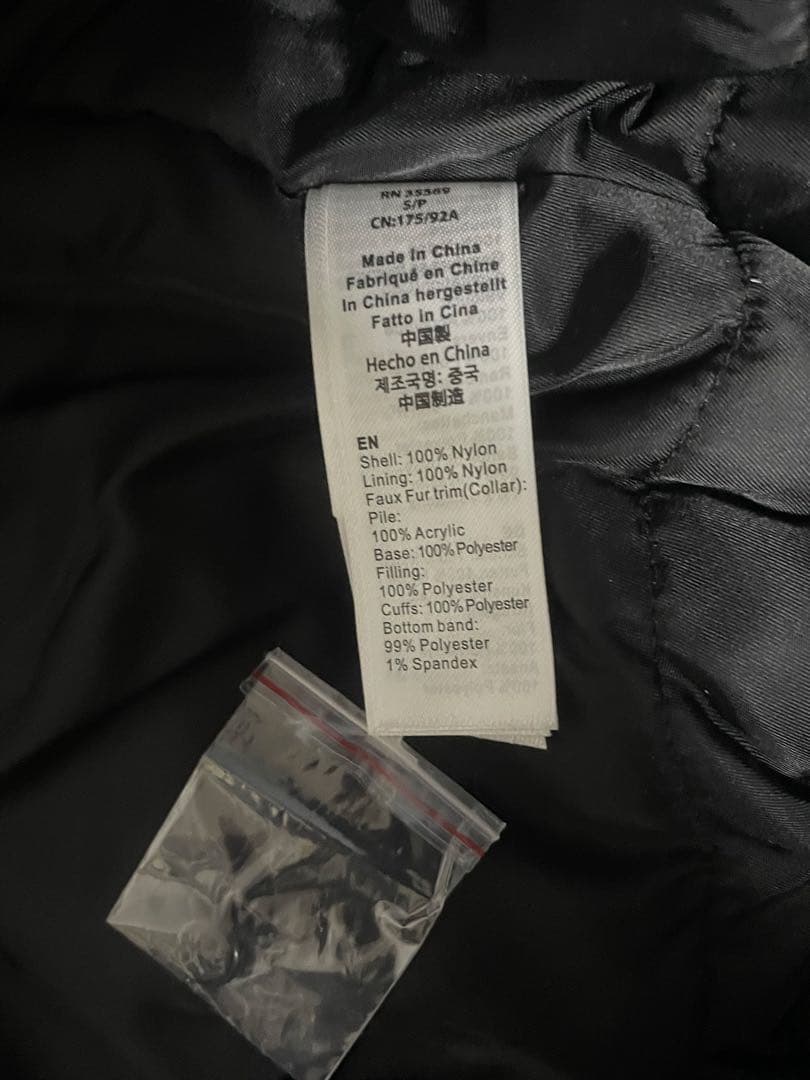 RN 35569
S/P
CN:175/92A
Made in China
Fabriqué en Chine
In China hergestellt
Fatto in Cina
中国製
Hecho en China
제조국명: 중국
中国制造
EN
Shell: 100% Nylon
Lining: 100% Nylon
Faux Fur trim(Collar):
Pile:
100% Acrylic
Base: 100% Polyester
Filling:
100% Polyester
Cuffs: 100% Polyester
Bottom band:
99% Polyester
1% Spandex